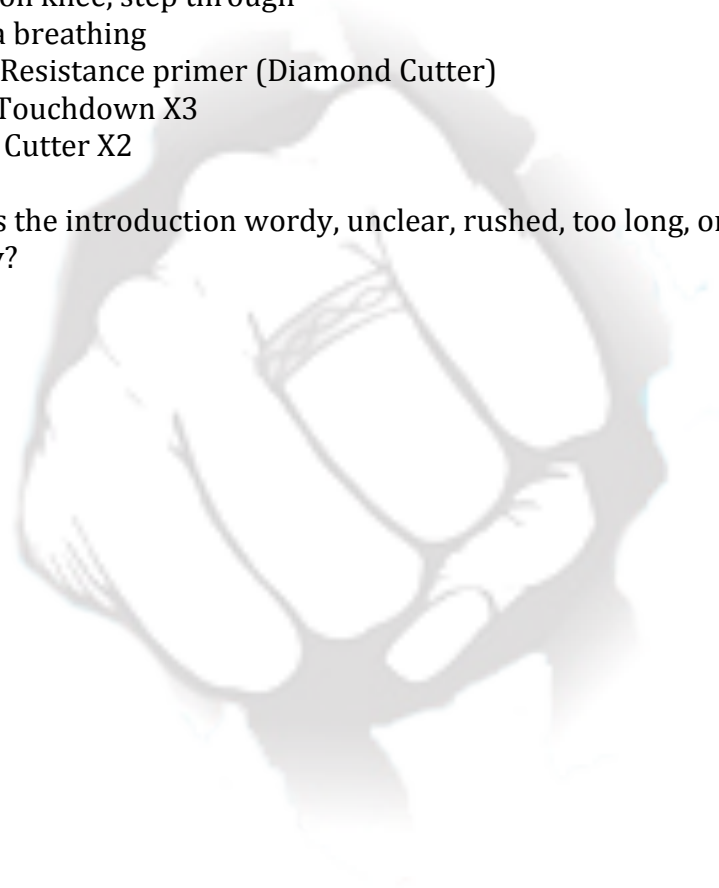 on knee, step through
a breathing
Resistance primer (Diamond Cutter)
Touchdown X3
Cutter X2
s the introduction wordy, unclear, rushed, too long, or
y?